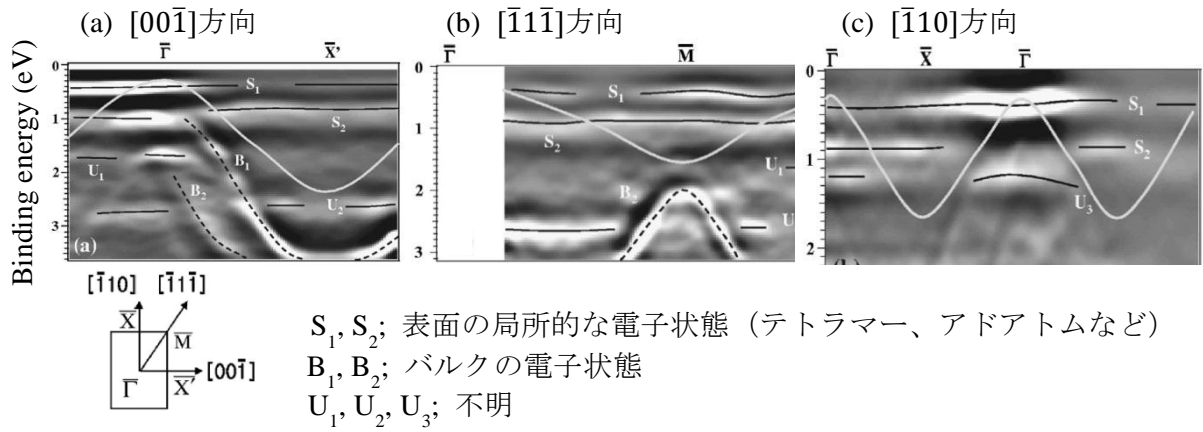 (a) [001̅]方向
(b) [1̅11̅]方向
(c) [1̅10]方向
Γ̅ X̅'
Γ̅ M̅
Γ̅ X̅ Γ̅
Binding energy (eV)
0
1
2
3
S₁
S₂
B₁
U₁
B₂
U₂
(a)
0
1
2
3
S₁
S₂
U₁
B₂
U
0
1
2
S₁
S₂
U₃
[1̅10] [1̅11̅]
X̅
M̅
[001̅]
Γ̅ X̅'
S₁, S₂; 表面の局所的な電子状態（テトラマー、アドアトムなど）
B₁, B₂; バルクの電子状態
U₁, U₂, U₃; 不明